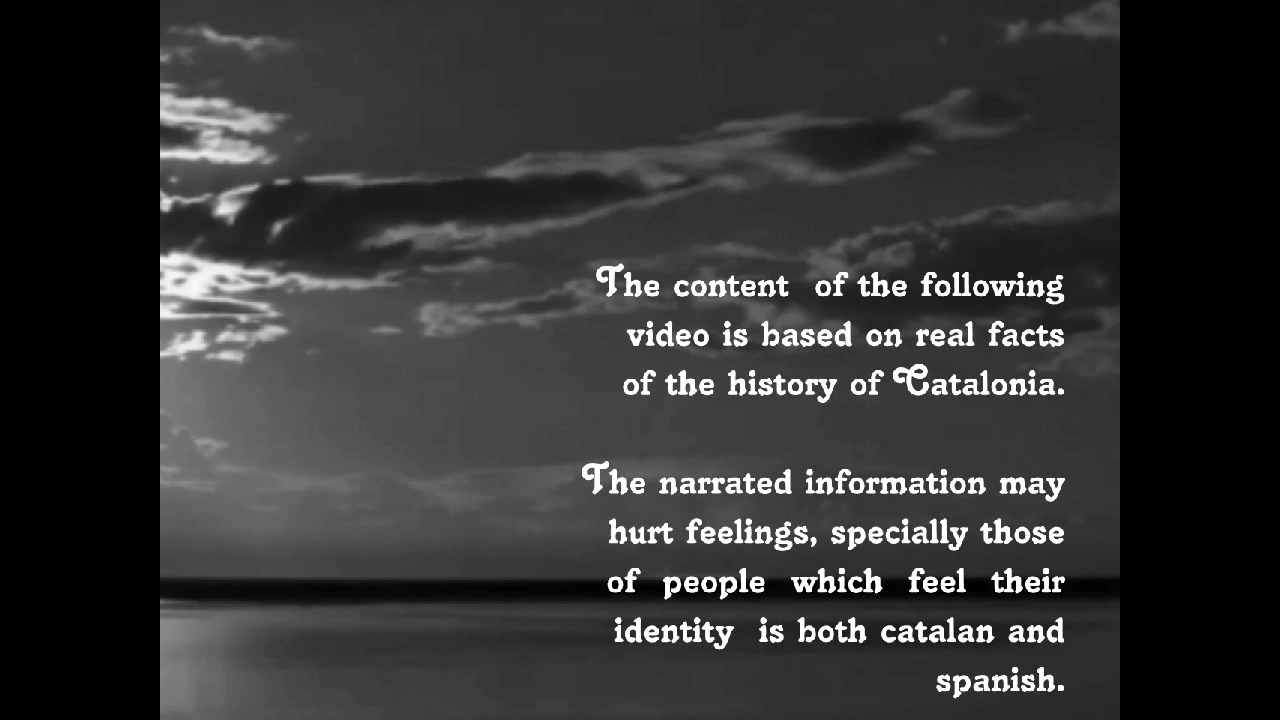 The content of the following
video is based on real facts
of the history of Catalonia.
The narrated information may
hurt feelings, specially those
of people which feel their
identity is both catalan and
spanish.